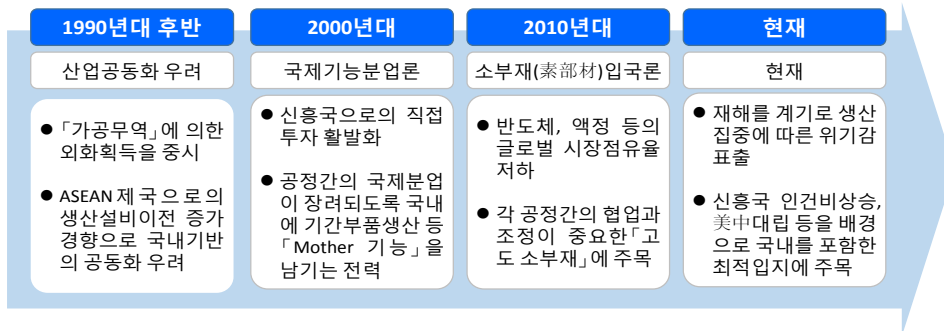 1990년대 후반
산업공동화 우려
● 「가공무역」에 의한
외화획득을 중시
● ASEAN 제국으로의
생산설비이전 증가
경향으로 국내기반
의 공동화 우려
2000년대
국제기능분업론
● 신흥국으로의 직접
투자 활발화
● 공정간의 국제분업
이 장려되도록 국내
에 기간부품생산 등
「Mother 기능」을
남기는 전력
2010년대
소부재(素部材)입국론
● 반도체, 액정 등의
글로벌 시장점유율
저하
● 각 공정간의 협업과
조정이 중요한「고
도 소부재」에 주목
현재
현재
● 재해를 계기로 생산
집중에 따른 위기감
표출
● 신흥국 인건비상승,
美中대립 등을 배경
으로 국내를 포함한
최적입지에 주목